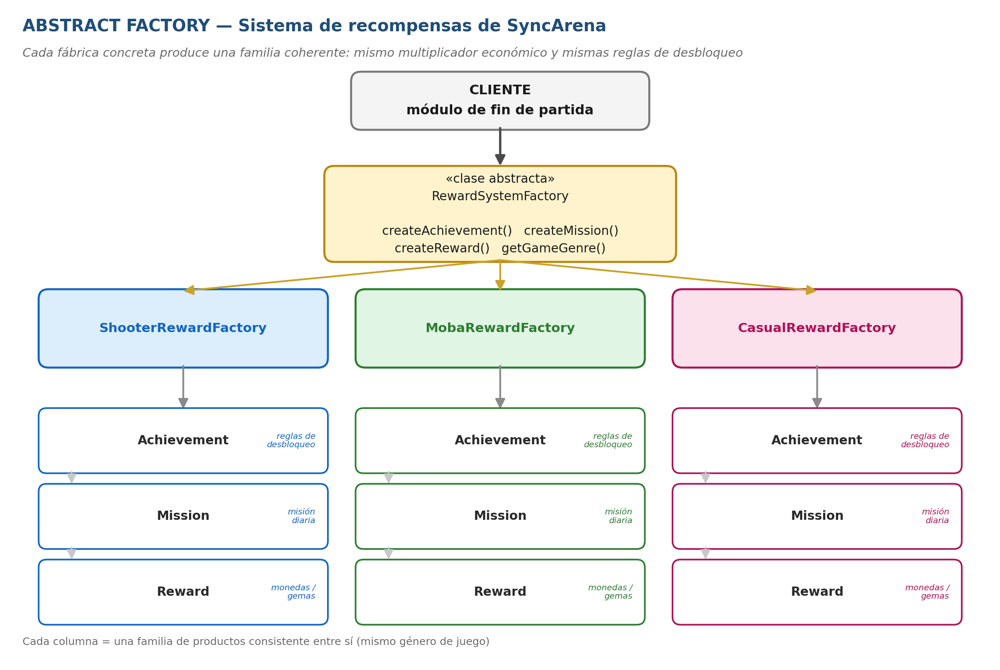 ABSTRACT FACTORY — Sistema de recompensas de SyncArena
Cada fábrica concreta produce una familia coherente: mismo multiplicador económico y mismas reglas de desbloqueo
CLIENTE
módulo de fin de partida
«clase abstracta»
RewardSystemFactory
createAchievement()   createMission()
createReward()   getGameGenre()
ShooterRewardFactory
MobaRewardFactory
CasualRewardFactory
Achievement
reglas de
desbloqueo
Achievement
reglas de
desbloqueo
Achievement
reglas de
desbloqueo
Mission
misión
diaria
Mission
misión
diaria
Mission
misión
diaria
Reward
monedas /
gemas
Reward
monedas /
gemas
Reward
monedas /
gemas
Cada columna = una familia de productos consistente entre sí (mismo género de juego)